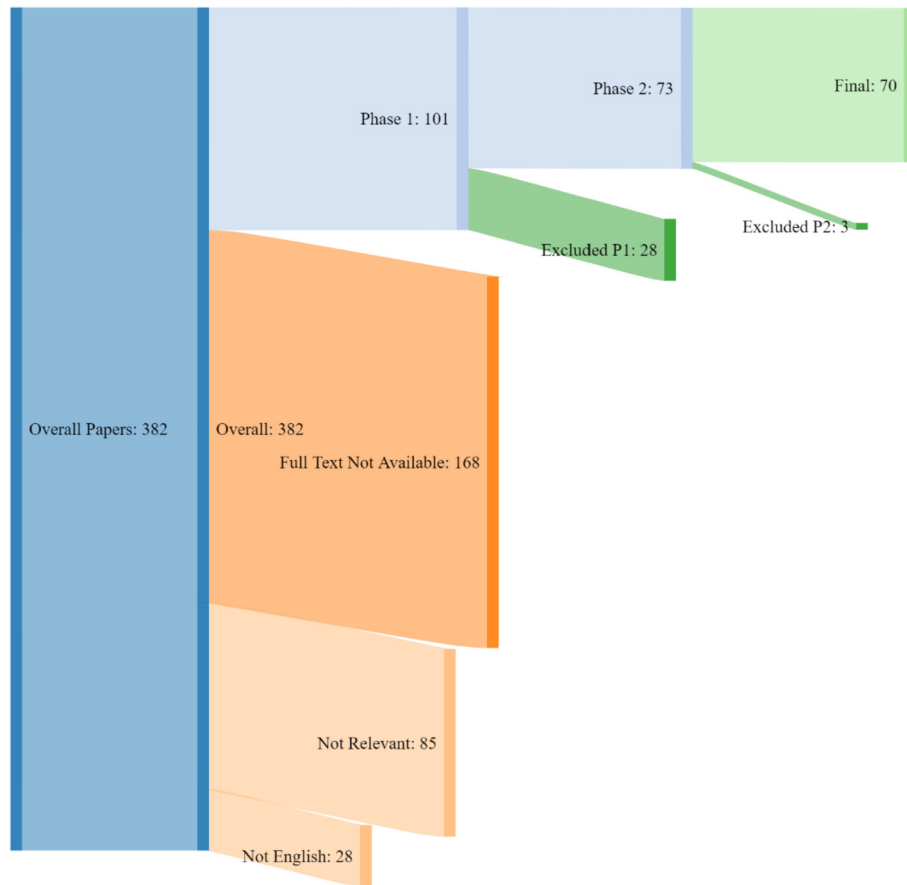 Final: 70
Phase 2: 73
Phase 1: 101
Excluded P2: 3
Excluded P1: 28
Overall Papers: 382
Overall: 382
Full Text Not Available: 168
Not Relevant: 85
Not English: 28